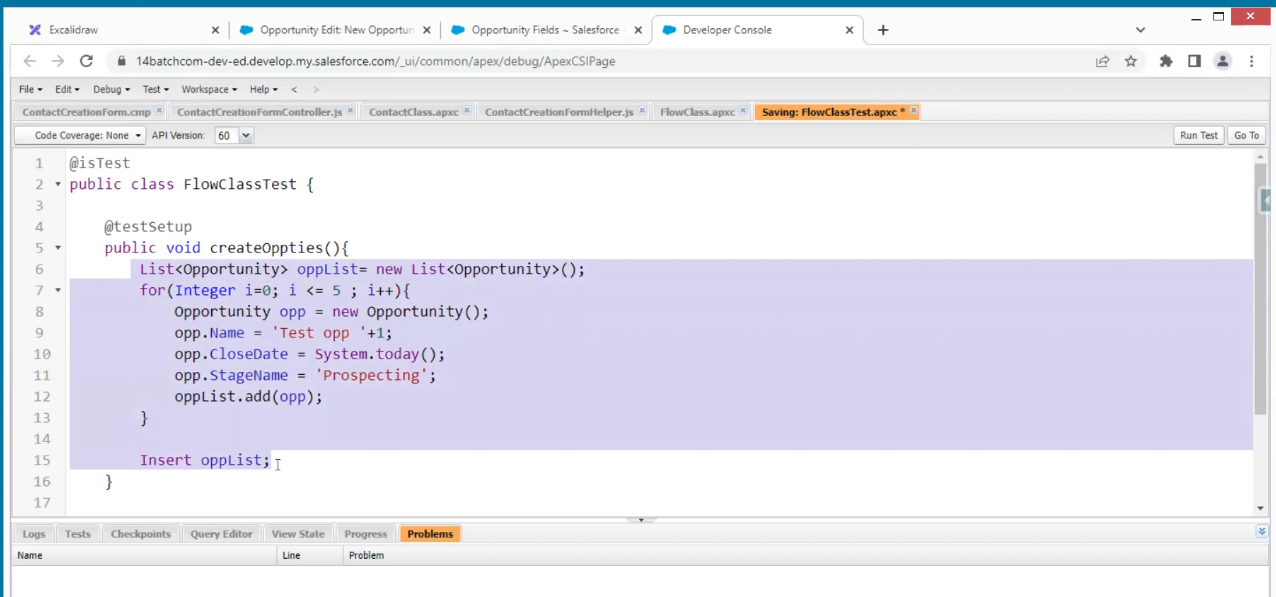 Excalidraw
Opportunity Edit: New Opportun
Opportunity Fields ~ Salesforce -
Developer Console
14batchcom-dev-ed.develop.my.salesforce.com/_ui/common/apex/debug/ApexCSIPage
File Edit Debug Test Workspace Help < >
ContactCreationForm.cmp ContactCreationFormController.js ContactClass.apxc ContactCreationFormHelper.js FlowClass.apxc Saving: FlowClassTest.apxc *
Code Coverage: None API Version: 60 Run Test Go To
1 @isTest
2 public class FlowClassTest {
3
4 @testSetup
5 public void createOppties(){
6 List<Opportunity> oppList= new List<Opportunity>();
7 for(Integer i=0; i <= 5 ; i++){
8 Opportunity opp = new Opportunity();
9 opp.Name = 'Test opp '+1;
10 opp.CloseDate = System.today();
11 opp.StageName = 'Prospecting';
12 oppList.add(opp);
13 }
14
15 Insert oppList;
16 }
17
Logs Tests Checkpoints Query Editor View State Progress Problems
Name Line Problem